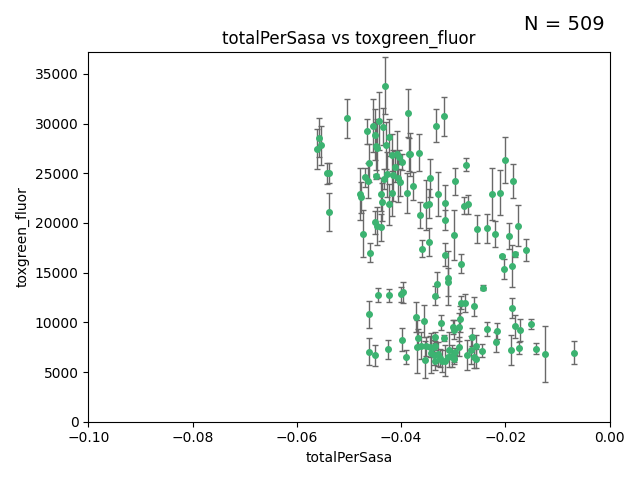 N = 509
totalPerSasa vs toxgreen_fluor
toxgreen_fluor
35000
30000
25000
20000
15000
10000
5000
0
−0.10 −0.08 −0.06 −0.04 −0.02 0.00
totalPerSasa